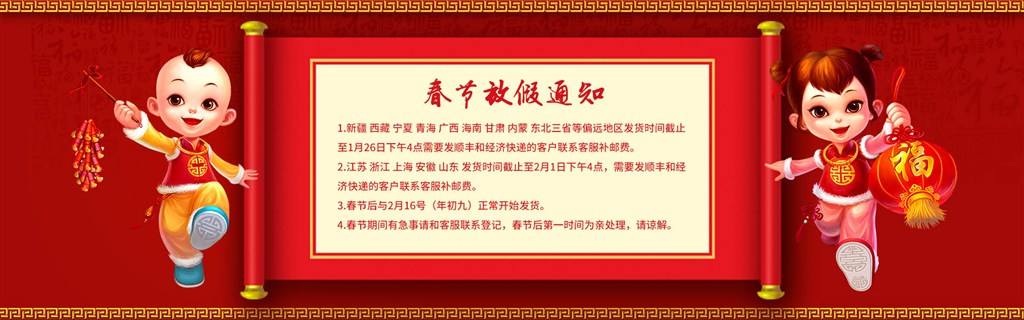 春节放假通知
1.新疆 西藏 宁夏 青海 广西 海南 甘肃 内蒙 东北三省等偏远地区发货时间截止
至1月26日下午4点需要发顺丰和经济快递的客户联系客服补邮费。
2.江苏 浙江 上海 安徽 山东 发货时间截止至2月1日下午4点，需要发顺丰和经
济快递的客户联系客服补邮费。
3.春节后与2月16号（年初九）正常开始发货。
4.春节期间有急事请和客服联系登记，春节后第一时间为亲处理，请谅解。
福